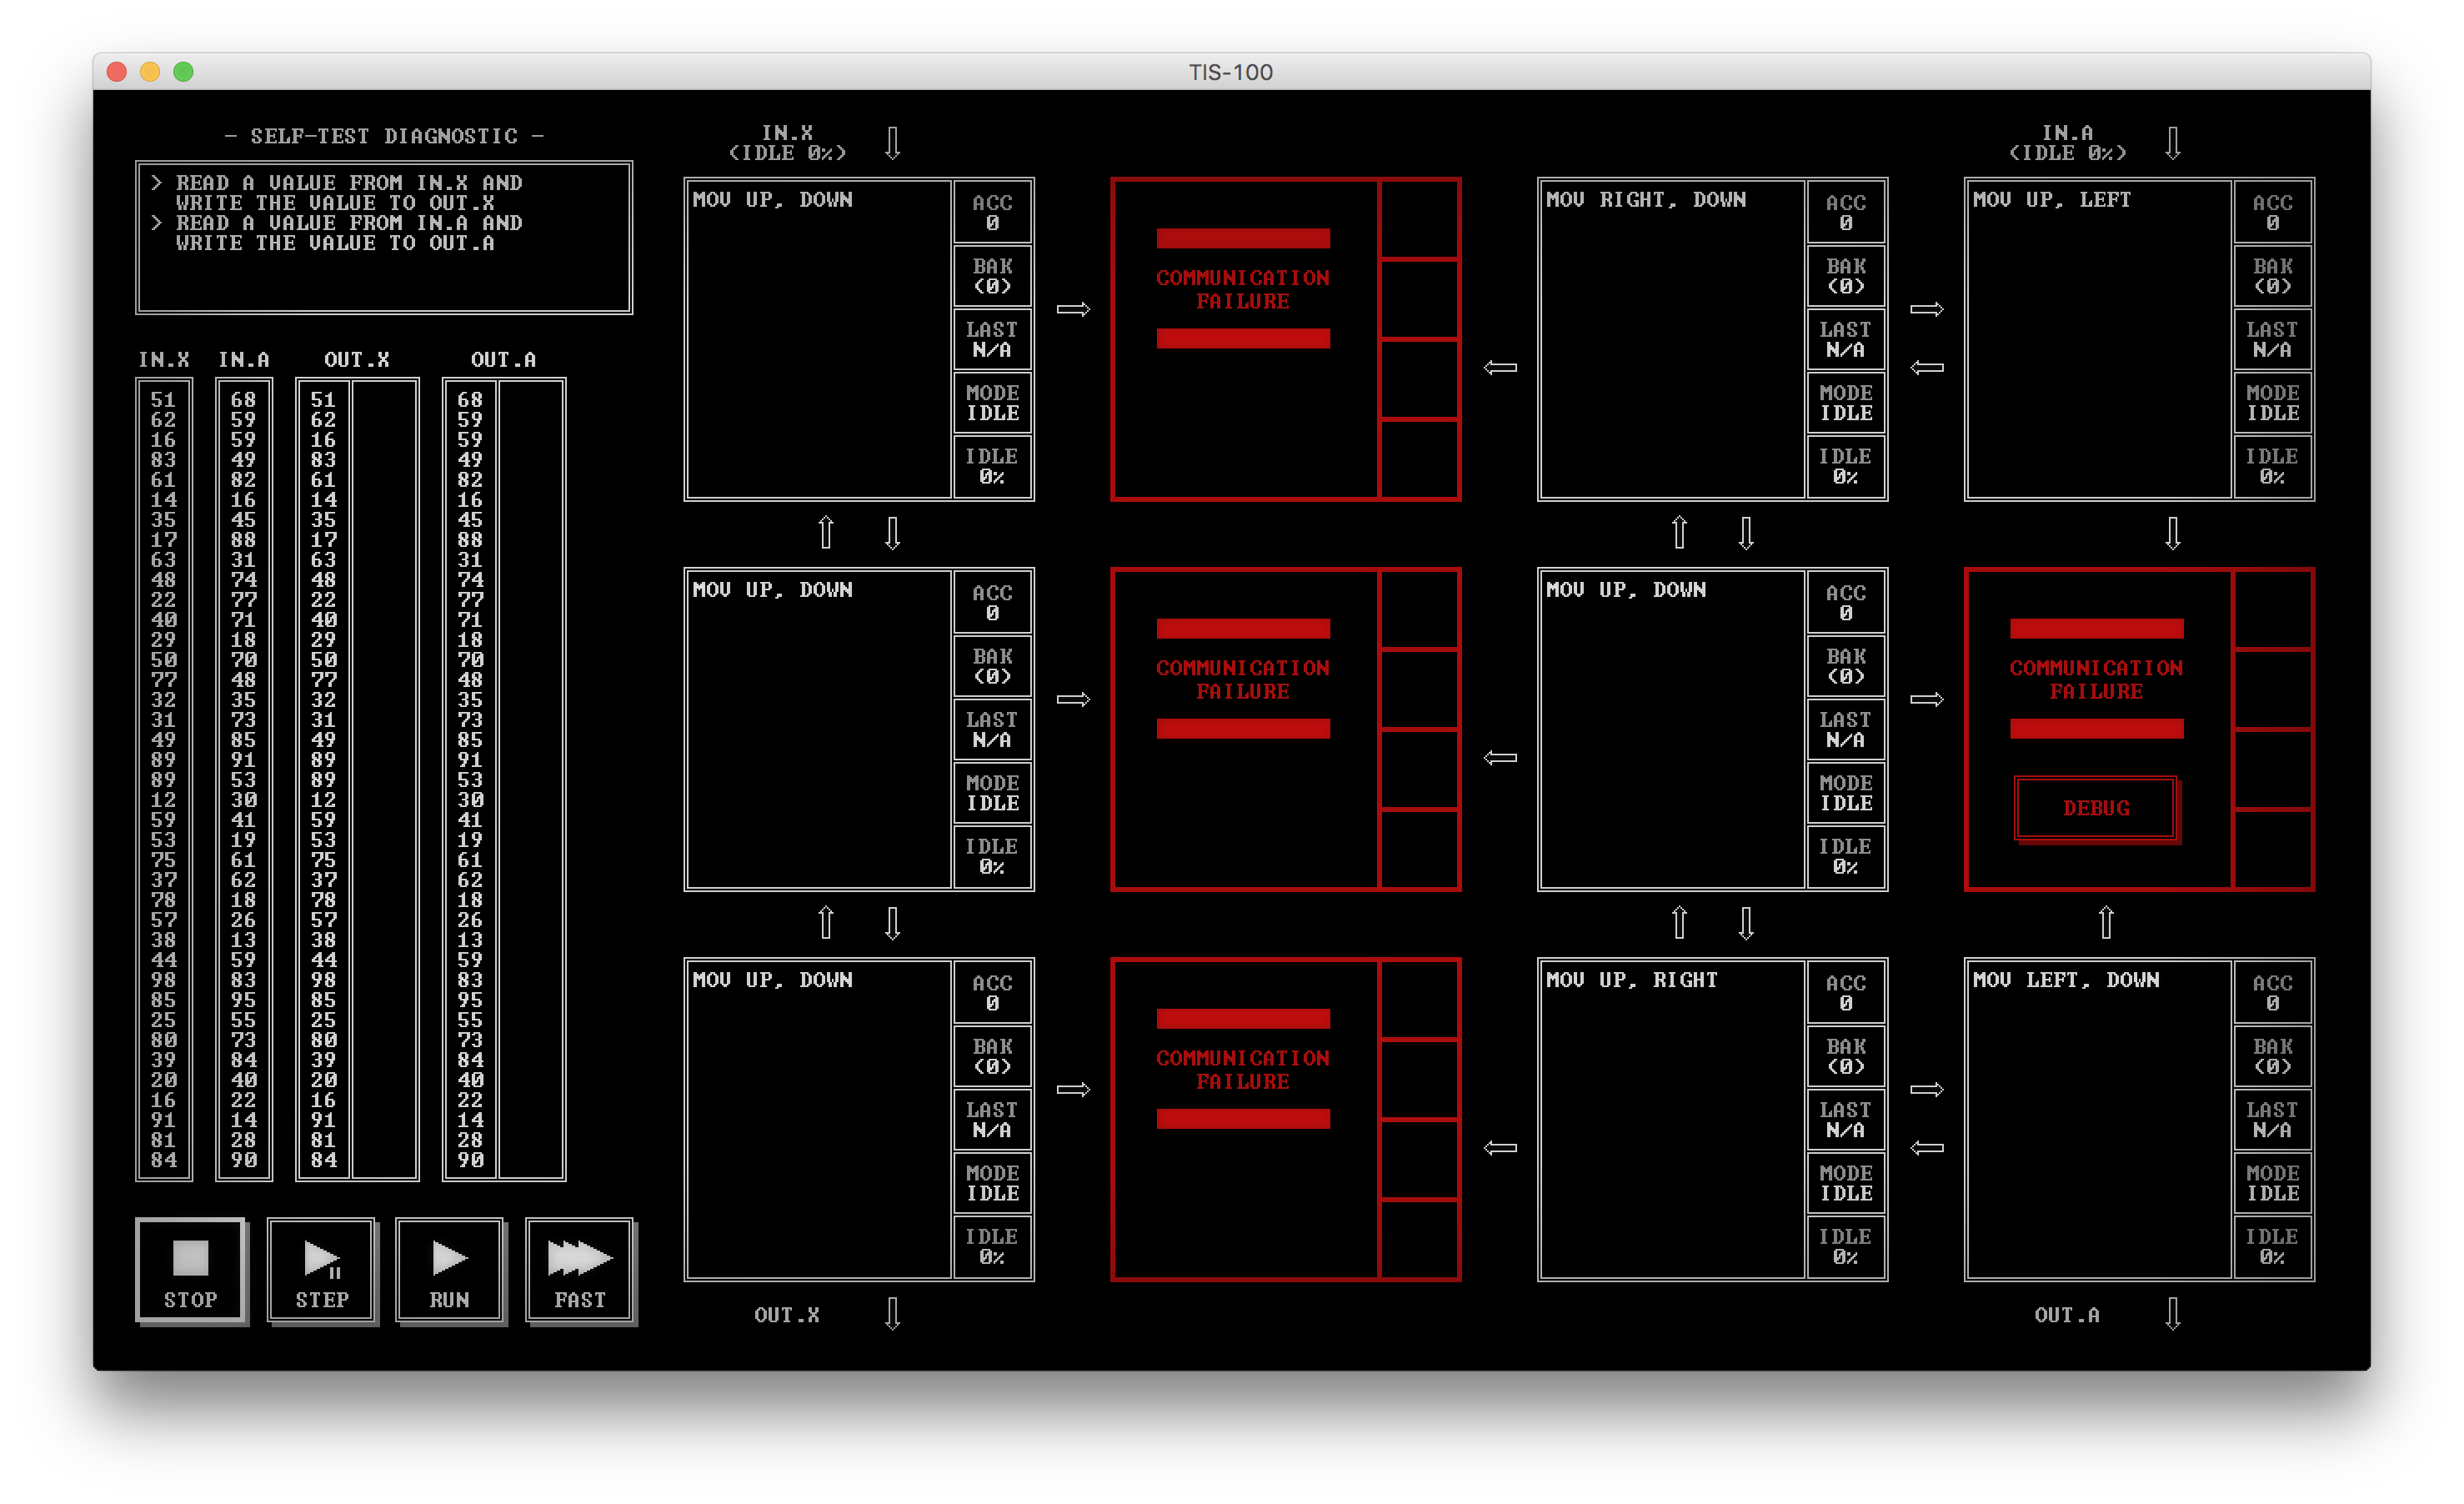 TIS-100
- SELF-TEST DIAGNOSTIC -
> READ A VALUE FROM IN.X AND
WRITE THE VALUE TO OUT.X
> READ A VALUE FROM IN.A AND
WRITE THE VALUE TO OUT.A
IN.X IN.A OUT.X OUT.A
51 68 51 68
62 59 62 59
16 59 16 59
83 49 83 49
61 82 61 82
14 16 14 16
35 45 35 45
17 88 17 88
63 31 63 31
48 74 48 74
22 77 22 77
40 71 40 71
29 18 29 18
50 70 50 70
77 48 77 48
32 35 32 35
31 73 31 73
49 85 49 85
89 91 89 91
89 53 89 53
12 30 12 30
59 41 59 41
53 19 53 19
75 61 75 61
37 62 37 62
78 18 78 18
57 26 57 26
38 13 38 13
44 59 44 59
98 83 98 83
85 95 85 95
25 55 25 55
80 73 80 73
39 84 39 84
20 40 20 40
16 22 16 22
91 14 91 14
81 28 81 28
84 90 84 90
STOP
STEP
RUN
FAST
IN.X
(IDLE 0%)
IN.A
(IDLE 0%)
MOV UP, DOWN
ACC
0
BAK
(0)
LAST
N/A
MODE
IDLE
IDLE
0%
COMMUNICATION
FAILURE
MOV RIGHT, DOWN
ACC
0
BAK
(0)
LAST
N/A
MODE
IDLE
IDLE
0%
MOV UP, LEFT
ACC
0
BAK
(0)
LAST
N/A
MODE
IDLE
IDLE
0%
MOV UP, DOWN
ACC
0
BAK
(0)
LAST
N/A
MODE
IDLE
IDLE
0%
COMMUNICATION
FAILURE
MOV UP, DOWN
ACC
0
BAK
(0)
LAST
N/A
MODE
IDLE
IDLE
0%
COMMUNICATION
FAILURE
DEBUG
MOV UP, DOWN
ACC
0
BAK
(0)
LAST
N/A
MODE
IDLE
IDLE
0%
COMMUNICATION
FAILURE
MOV UP, RIGHT
ACC
0
BAK
(0)
LAST
N/A
MODE
IDLE
IDLE
0%
MOV LEFT, DOWN
ACC
0
BAK
(0)
LAST
N/A
MODE
IDLE
IDLE
0%
OUT.X
OUT.A